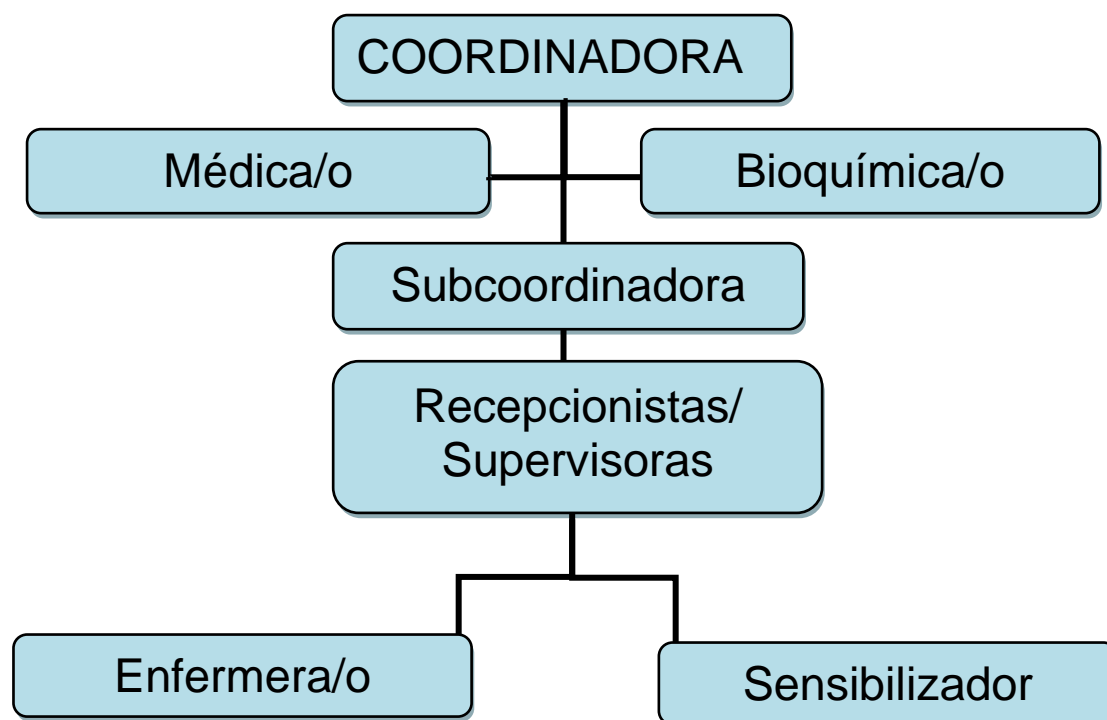 COORDINADORA
Médica/o
Bioquímica/o
Subcoordinadora
Recepcionistas/
Supervisoras
Enfermera/o
Sensibilizador